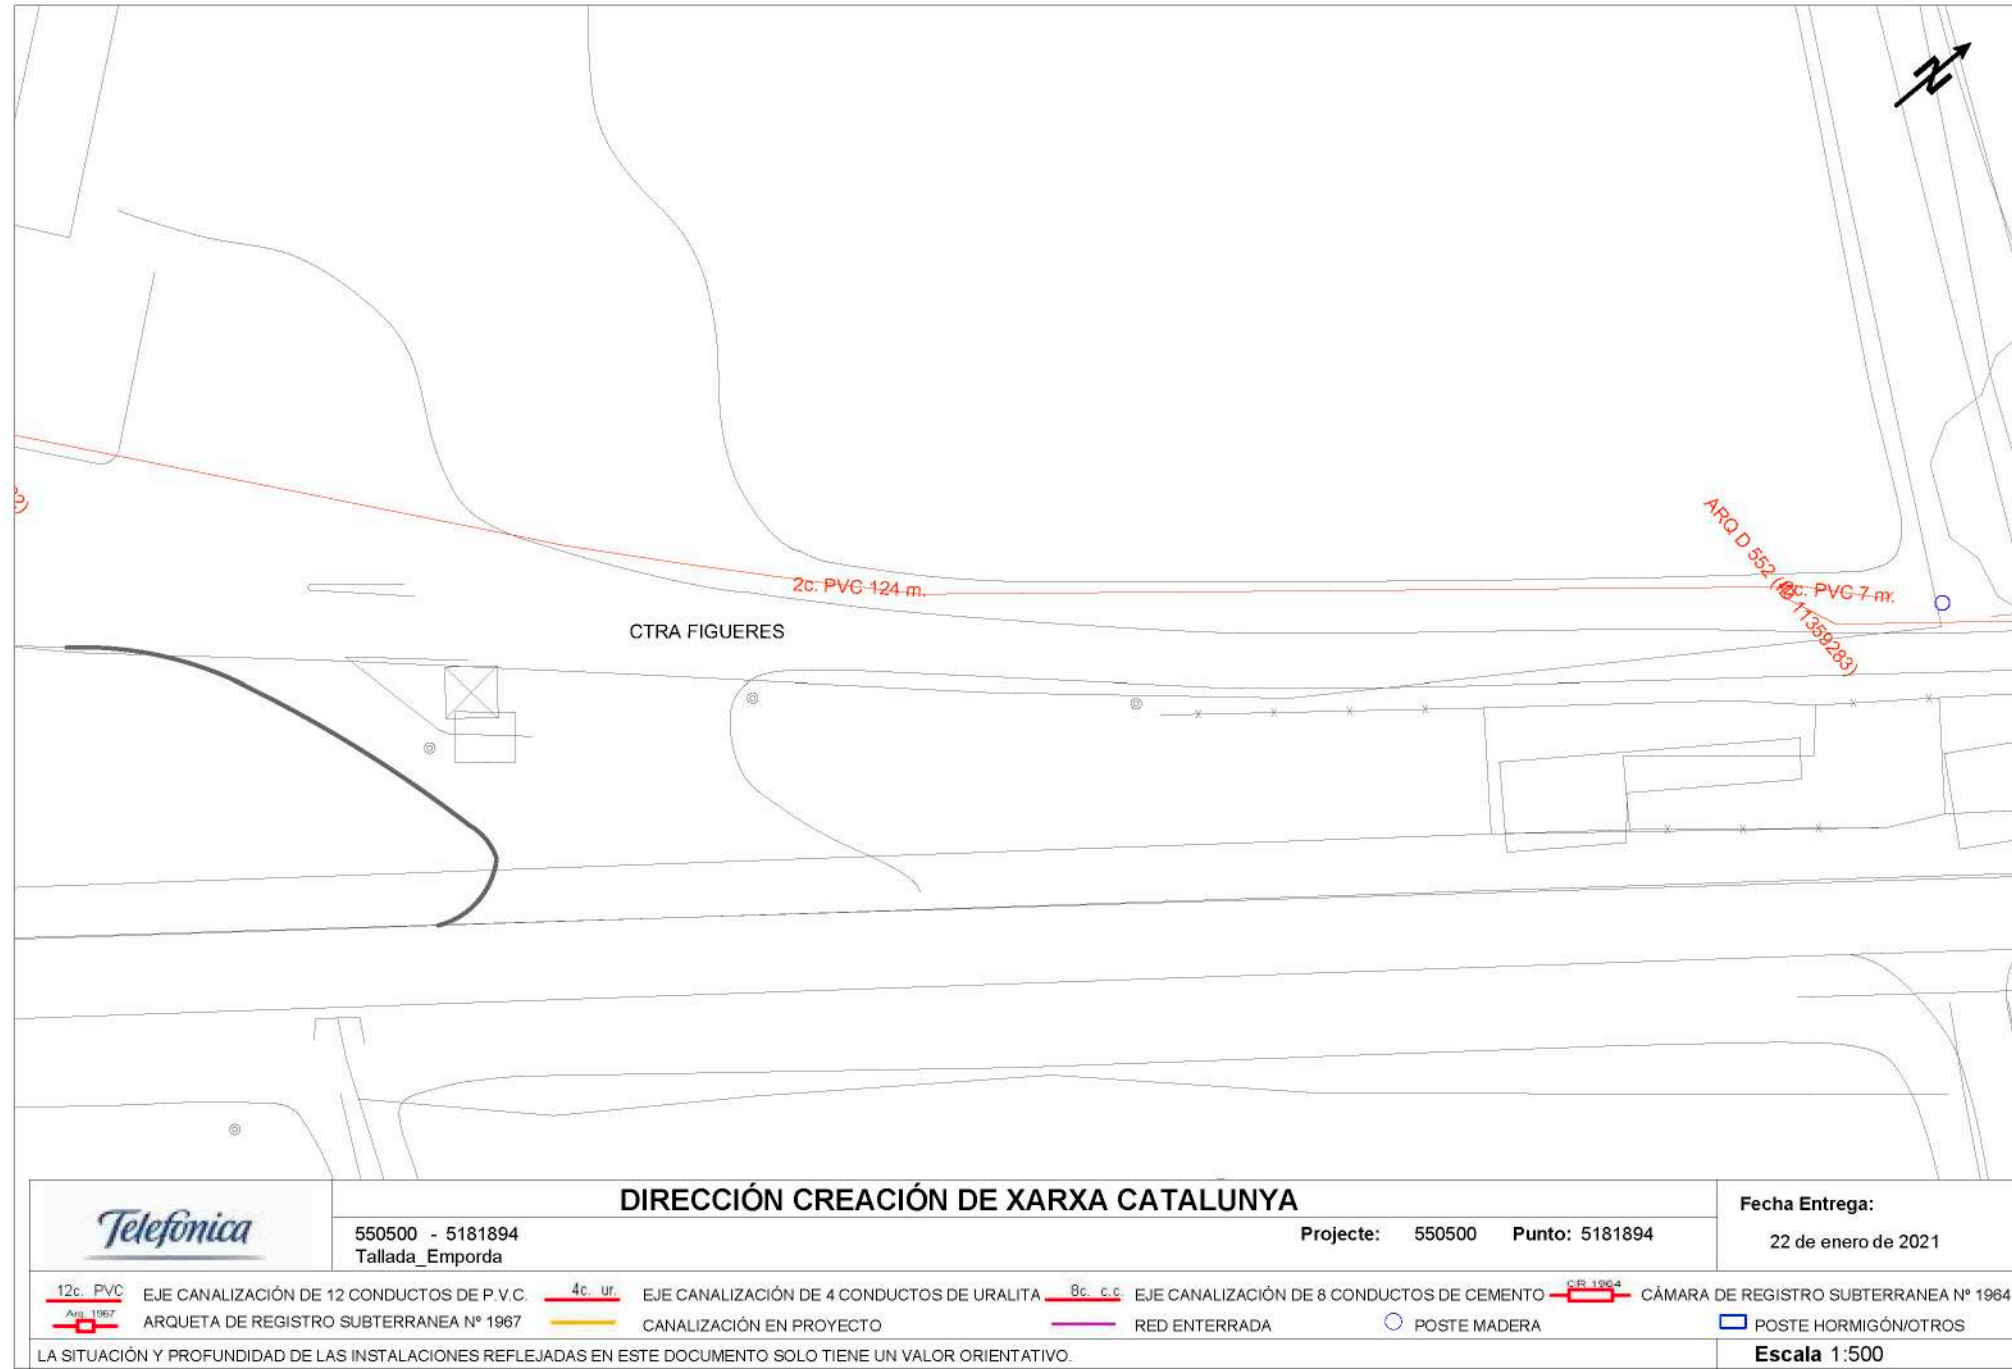 N
2)
2c. PVC 124 m.
ARQ D 552 (ID 11359283)
2c. PVC 7 m.
CTRA FIGUERES
Telefónica
DIRECCIÓN CREACIÓN DE XARXA CATALUNYA
550500 - 5181894
Tallada_Emporda
Projecte: 550500 Punto: 5181894
Fecha Entrega:
22 de enero de 2021
12c. PVC EJE CANALIZACIÓN DE 12 CONDUCTOS DE P.V.C. 4c. ur. EJE CANALIZACIÓN DE 4 CONDUCTOS DE URALITA 8c. c.c. EJE CANALIZACIÓN DE 8 CONDUCTOS DE CEMENTO CR 1964 CÁMARA DE REGISTRO SUBTERRANEA Nº 1964
Arq. 1967 ARQUETA DE REGISTRO SUBTERRANEA Nº 1967 CANALIZACIÓN EN PROYECTO RED ENTERRADA POSTE MADERA POSTE HORMIGÓN/OTROS
LA SITUACIÓN Y PROFUNDIDAD DE LAS INSTALACIONES REFLEJADAS EN ESTE DOCUMENTO SOLO TIENE UN VALOR ORIENTATIVO.
Escala 1:500